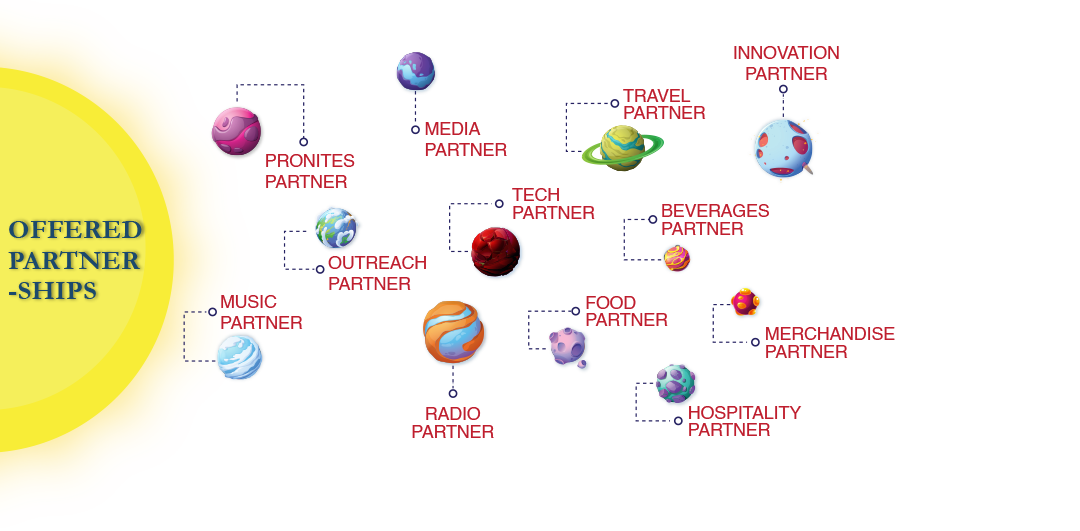 OFFERED
PARTNER
-SHIPS
PRONITES
PARTNER
MEDIA
PARTNER
TRAVEL
PARTNER
INNOVATION
PARTNER
OUTREACH
PARTNER
TECH
PARTNER
BEVERAGES
PARTNER
MUSIC
PARTNER
RADIO
PARTNER
FOOD
PARTNER
MERCHANDISE
PARTNER
HOSPITALITY
PARTNER